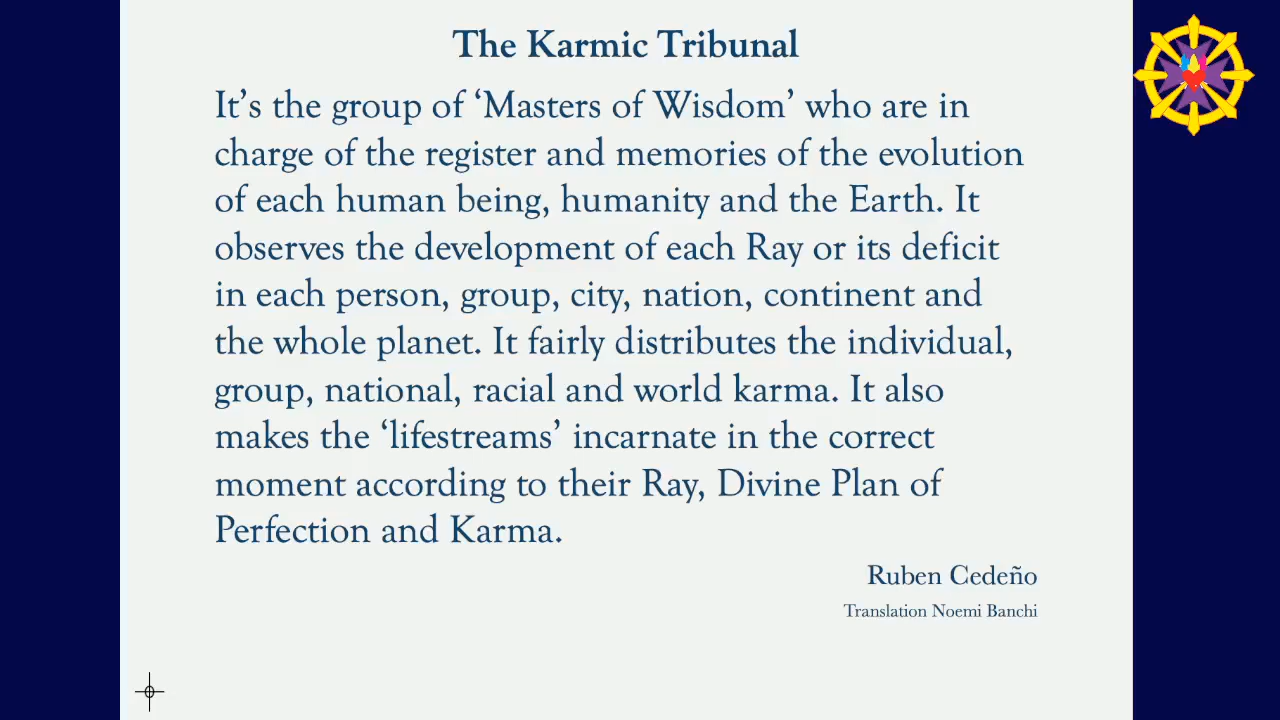 The Karmic Tribunal
It's the group of ‘Masters of Wisdom’ who are in
charge of the register and memories of the evolution
of each human being, humanity and the Earth. It
observes the development of each Ray or its deficit
in each person, group, city, nation, continent and
the whole planet. It fairly distributes the individual,
group, national, racial and world karma. It also
makes the ‘lifestreams’ incarnate in the correct
moment according to their Ray, Divine Plan of
Perfection and Karma.
Ruben Cedeño
Translation Noemi Banchi